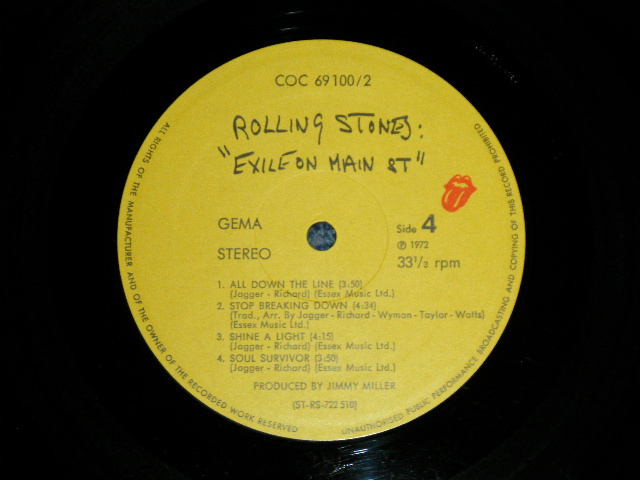 COC 69100/2
ROLLING STONES:
"EXILE ON MAIN ST"
GEMA
STEREO
Side 4
℗ 1972
33⅓ rpm
1. ALL DOWN THE LINE (3:50)
(Jagger - Richard) (Essex Music Ltd.)
2. STOP BREAKING DOWN (4:34)
(Trad., Arr. By Jagger - Richard - Wyman - Taylor - Watts)
(Essex Music Ltd.)
3. SHINE A LIGHT (4:15)
(Jagger - Richard) (Essex Music Ltd.)
4. SOUL SURVIVOR (3:50)
(Jagger - Richard) (Essex Music Ltd.)
PRODUCED BY JIMMY MILLER
(ST-RS-722 510)
ALL RIGHTS OF THE MANUFACTURER AND OF THE OWNER OF THE RECORDED WORK RESERVED
UNAUTHORISED PUBLIC PERFORMANCE BROADCASTING AND COPYING OF THIS RECORD PROHIBITED